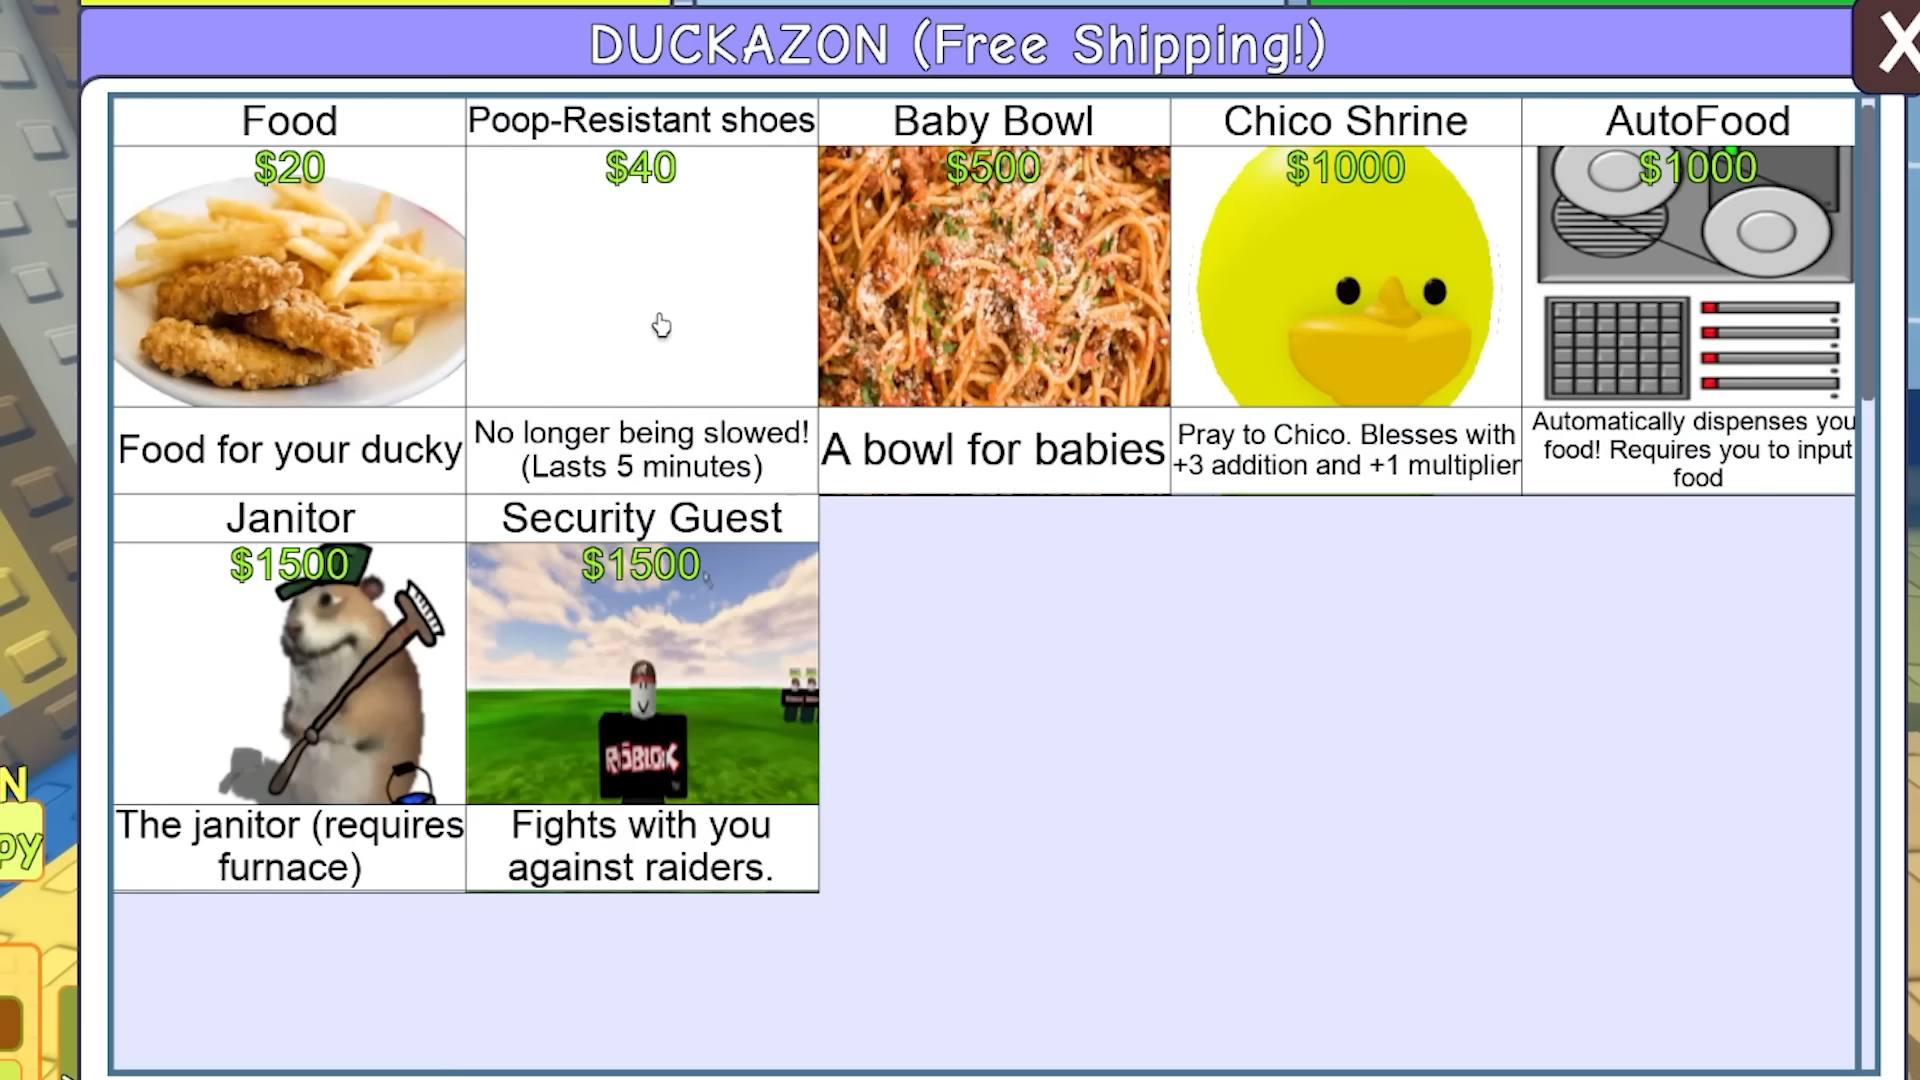 DUCKAZON (Free Shipping!)
X
Food
Poop-Resistant shoes
Baby Bowl
Chico Shrine
AutoFood
$20
$40
$500
$1000
$1000
Food for your ducky
No longer being slowed!
(Lasts 5 minutes)
A bowl for babies
Pray to Chico. Blesses with
+3 addition and +1 multiplier
Automatically dispenses you
food! Requires you to input
food
Janitor
Security Guest
$1500
$1500
ROBLOX
The janitor (requires
furnace)
Fights with you
against raiders.
N
py